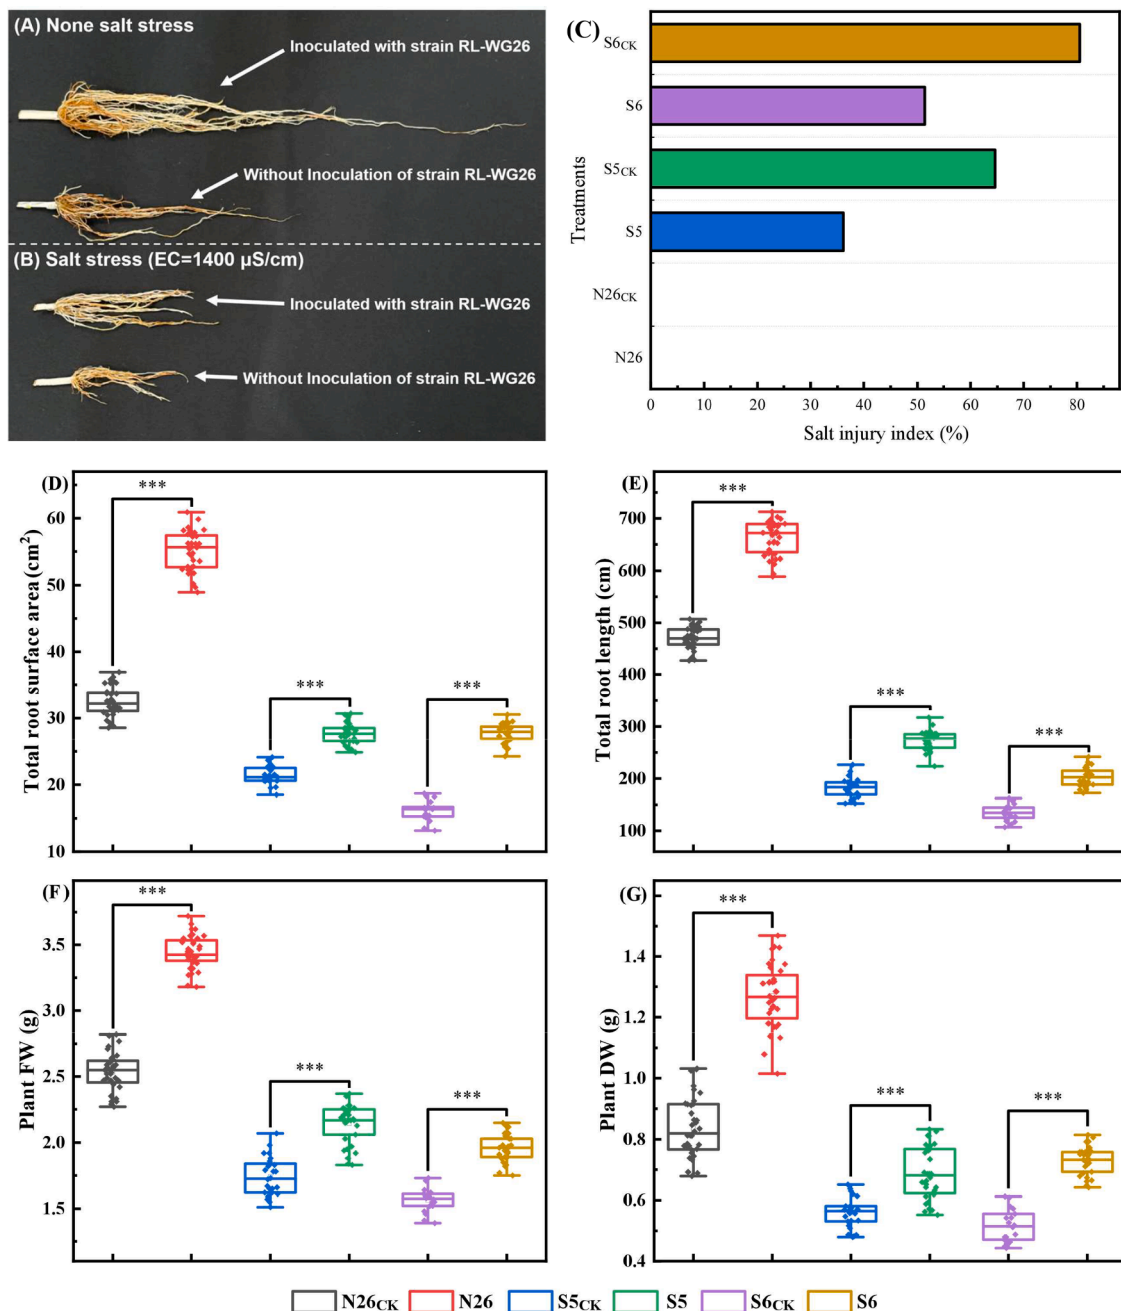 (A) None salt stress
Inoculated with strain RL-WG26
Without Inoculation of strain RL-WG26
(B) Salt stress (EC=1400 µS/cm)
Inoculated with strain RL-WG26
Without Inoculation of strain RL-WG26
(C)
Treatments
S6CK
S6
S5CK
S5
N26CK
N26
0 10 20 30 40 50 60 70 80
Salt injury index (%)
(D)
Total root surface area (cm²)
60
50
40
30
20
10
***
***
***
(E)
Total root length (cm)
700
600
500
400
300
200
100
***
***
***
(F)
Plant FW (g)
3.5
3.0
2.5
2.0
1.5
***
***
***
(G)
Plant DW (g)
1.4
1.2
1.0
0.8
0.6
0.4
***
***
***
N26CK N26 S5CK S5 S6CK S6